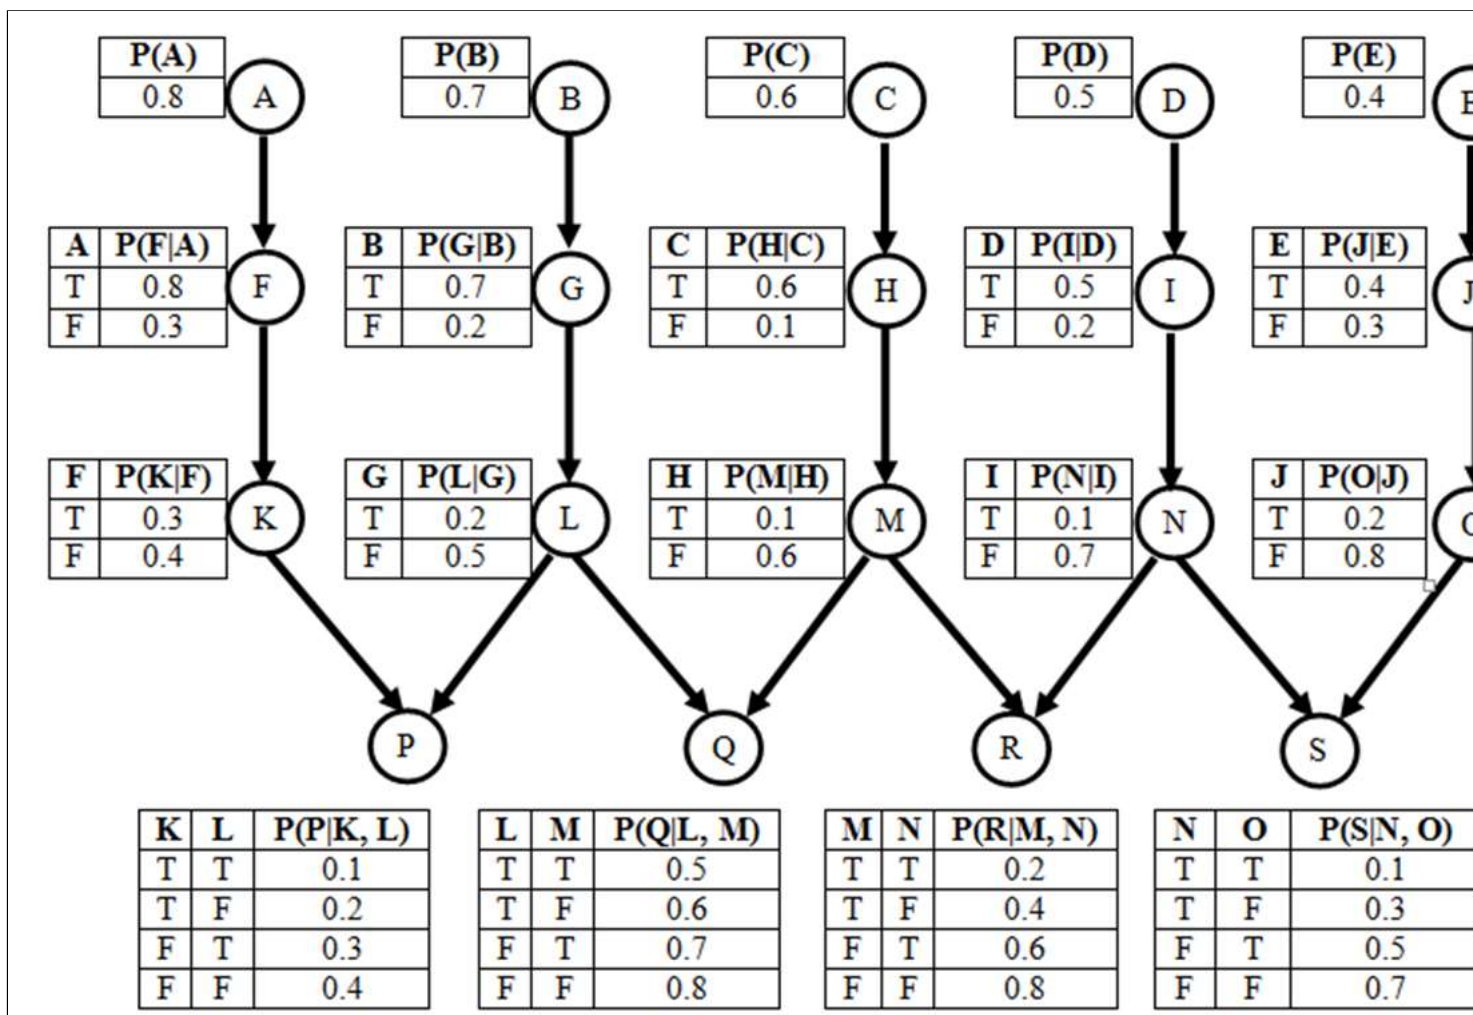 P(A) P(B) P(C) P(D) P(E)
0.8 A 0.7 B 0.6 C 0.5 D 0.4 E
A P(F|A) B P(G|B) C P(H|C) D P(I|D) E P(J|E)
T 0.8 F T 0.7 G T 0.6 H T 0.5 I T 0.4 J
F 0.3 F 0.2 F 0.1 F 0.2 F 0.3
F P(K|F) G P(L|G) H P(M|H) I P(N|I) J P(O|J)
T 0.3 K T 0.2 L T 0.1 M T 0.1 N T 0.2
F 0.4 F 0.5 F 0.6 F 0.7 F 0.8
P Q R S
K L P(P|K, L) L M P(Q|L, M) M N P(R|M, N) N O P(S|N, O)
T T 0.1 T T 0.5 T T 0.2 T T 0.1
T F 0.2 T F 0.6 T F 0.4 T F 0.3
F T 0.3 F T 0.7 F T 0.6 F T 0.5
F F 0.4 F F 0.8 F F 0.8 F F 0.7